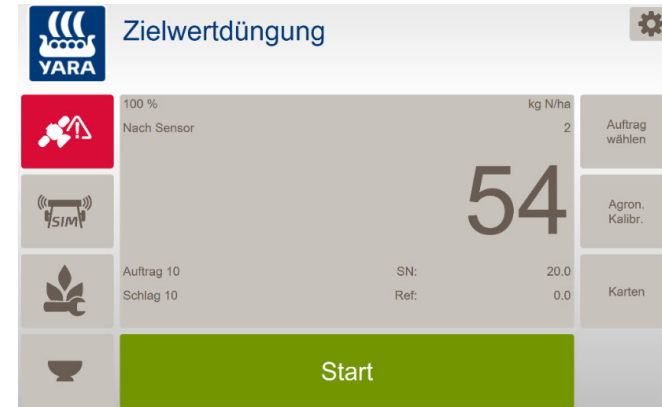 YARA
Zielwertdüngung
100 %
kg N/ha
Nach Sensor
2
54
Auftrag 10
SN:
20.0
Schlag 10
Ref:
0.0
SIM
Auftrag
wählen
Agron.
Kalibr.
Karten
Start